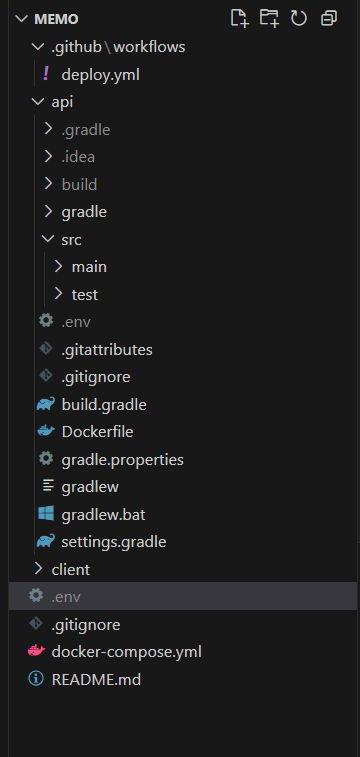 MEMO
.github\workflows
deploy.yml
api
.gradle
.idea
build
gradle
src
main
test
.env
.gitattributes
.gitignore
build.gradle
Dockerfile
gradle.properties
gradlew
gradlew.bat
settings.gradle
client
.env
.gitignore
docker-compose.yml
README.md